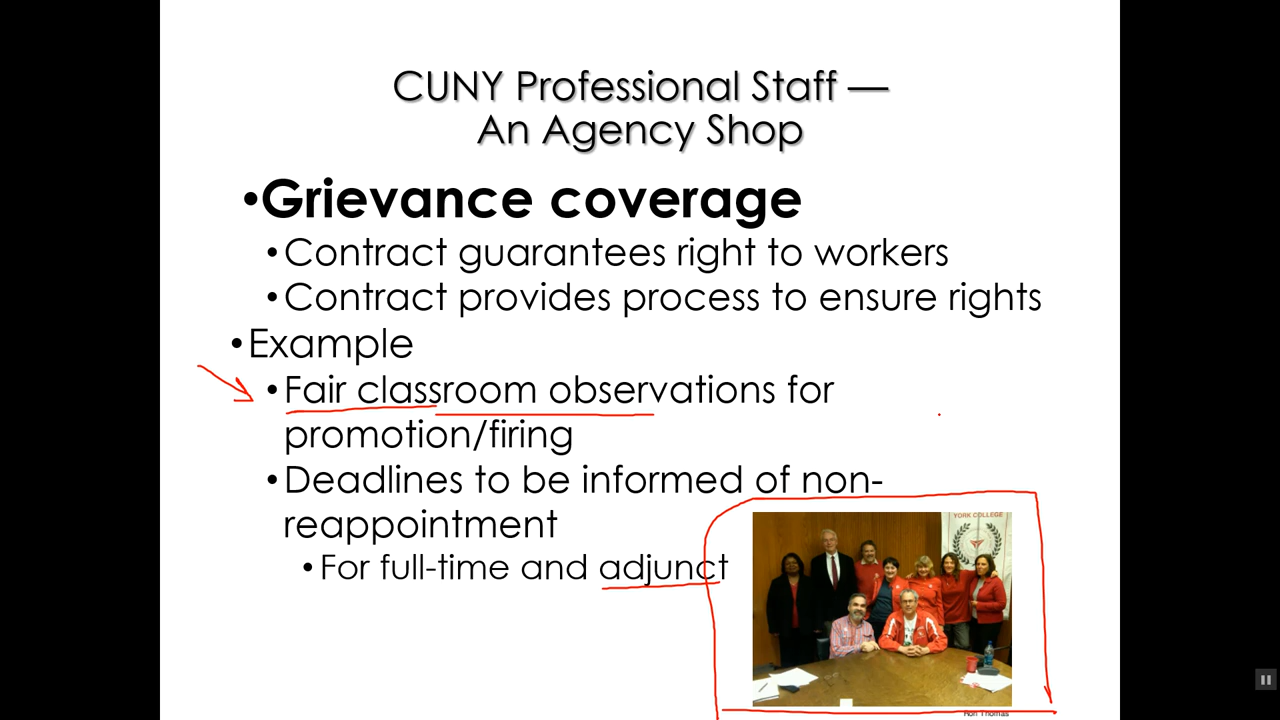 CUNY Professional Staff —
An Agency Shop
•Grievance coverage
•Contract guarantees right to workers
•Contract provides process to ensure rights
•Example
•Fair classroom observations for
promotion/firing
•Deadlines to be informed of non-
reappointment
•For full-time and adjunct
YORK COLLEGE
Ron Thomas